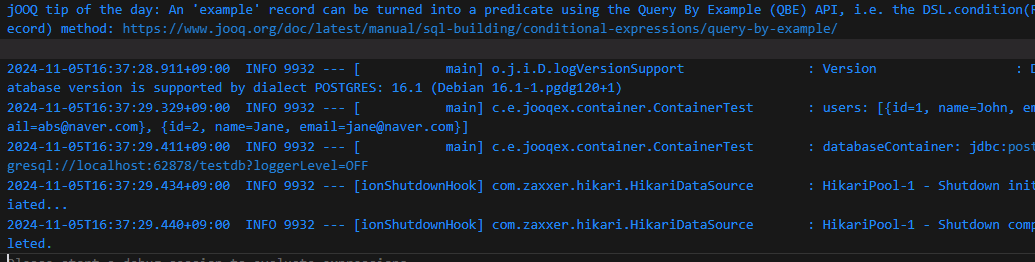 jOOQ tip of the day: An 'example' record can be turned into a predicate using the Query By Example (QBE) API, i.e. the DSL.condition(R
ecord) method: https://www.jooq.org/doc/latest/manual/sql-building/conditional-expressions/query-by-example/
2024-11-05T16:37:28.911+09:00  INFO 9932 --- [           main] o.j.i.D.logVersionSupport                : Version                  : D
atabase version is supported by dialect POSTGRES: 16.1 (Debian 16.1-1.pgdg120+1)
2024-11-05T16:37:29.329+09:00  INFO 9932 --- [           main] c.e.jooqex.container.ContainerTest       : users: [{id=1, name=John, em
ail=abs@naver.com}, {id=2, name=Jane, email=jane@naver.com}]
2024-11-05T16:37:29.411+09:00  INFO 9932 --- [           main] c.e.jooqex.container.ContainerTest       : databaseContainer: jdbc:post
gresql://localhost:62878/testdb?loggerLevel=OFF
2024-11-05T16:37:29.434+09:00  INFO 9932 --- [ionShutdownHook] com.zaxxer.hikari.HikariDataSource       : HikariPool-1 - Shutdown init
iated...
2024-11-05T16:37:29.440+09:00  INFO 9932 --- [ionShutdownHook] com.zaxxer.hikari.HikariDataSource       : HikariPool-1 - Shutdown comp
leted.
Please start a debug session to evaluate expressions